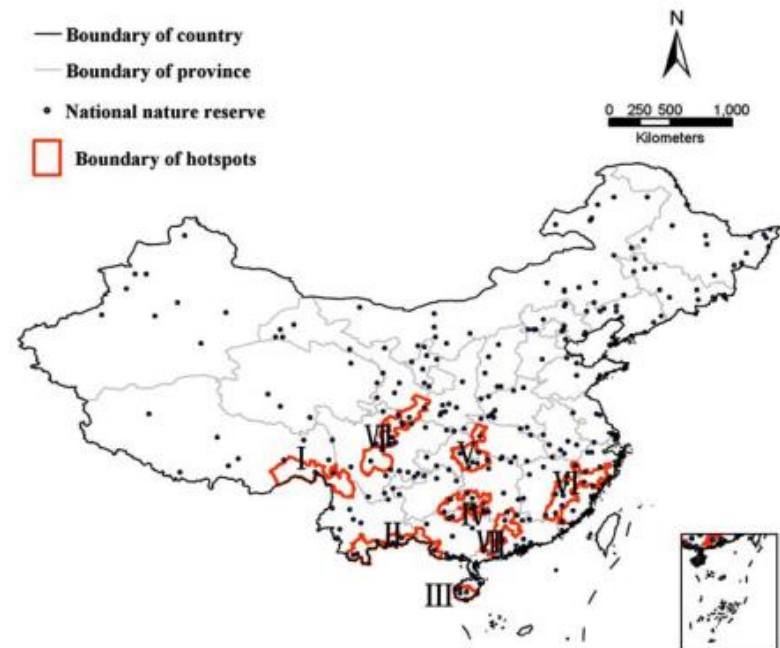 Boundary of country
Boundary of province
National nature reserve
Boundary of hotspots
N
0 250 500 1,000
Kilometers
VII
I
V
VI
IV
II
VIII
III